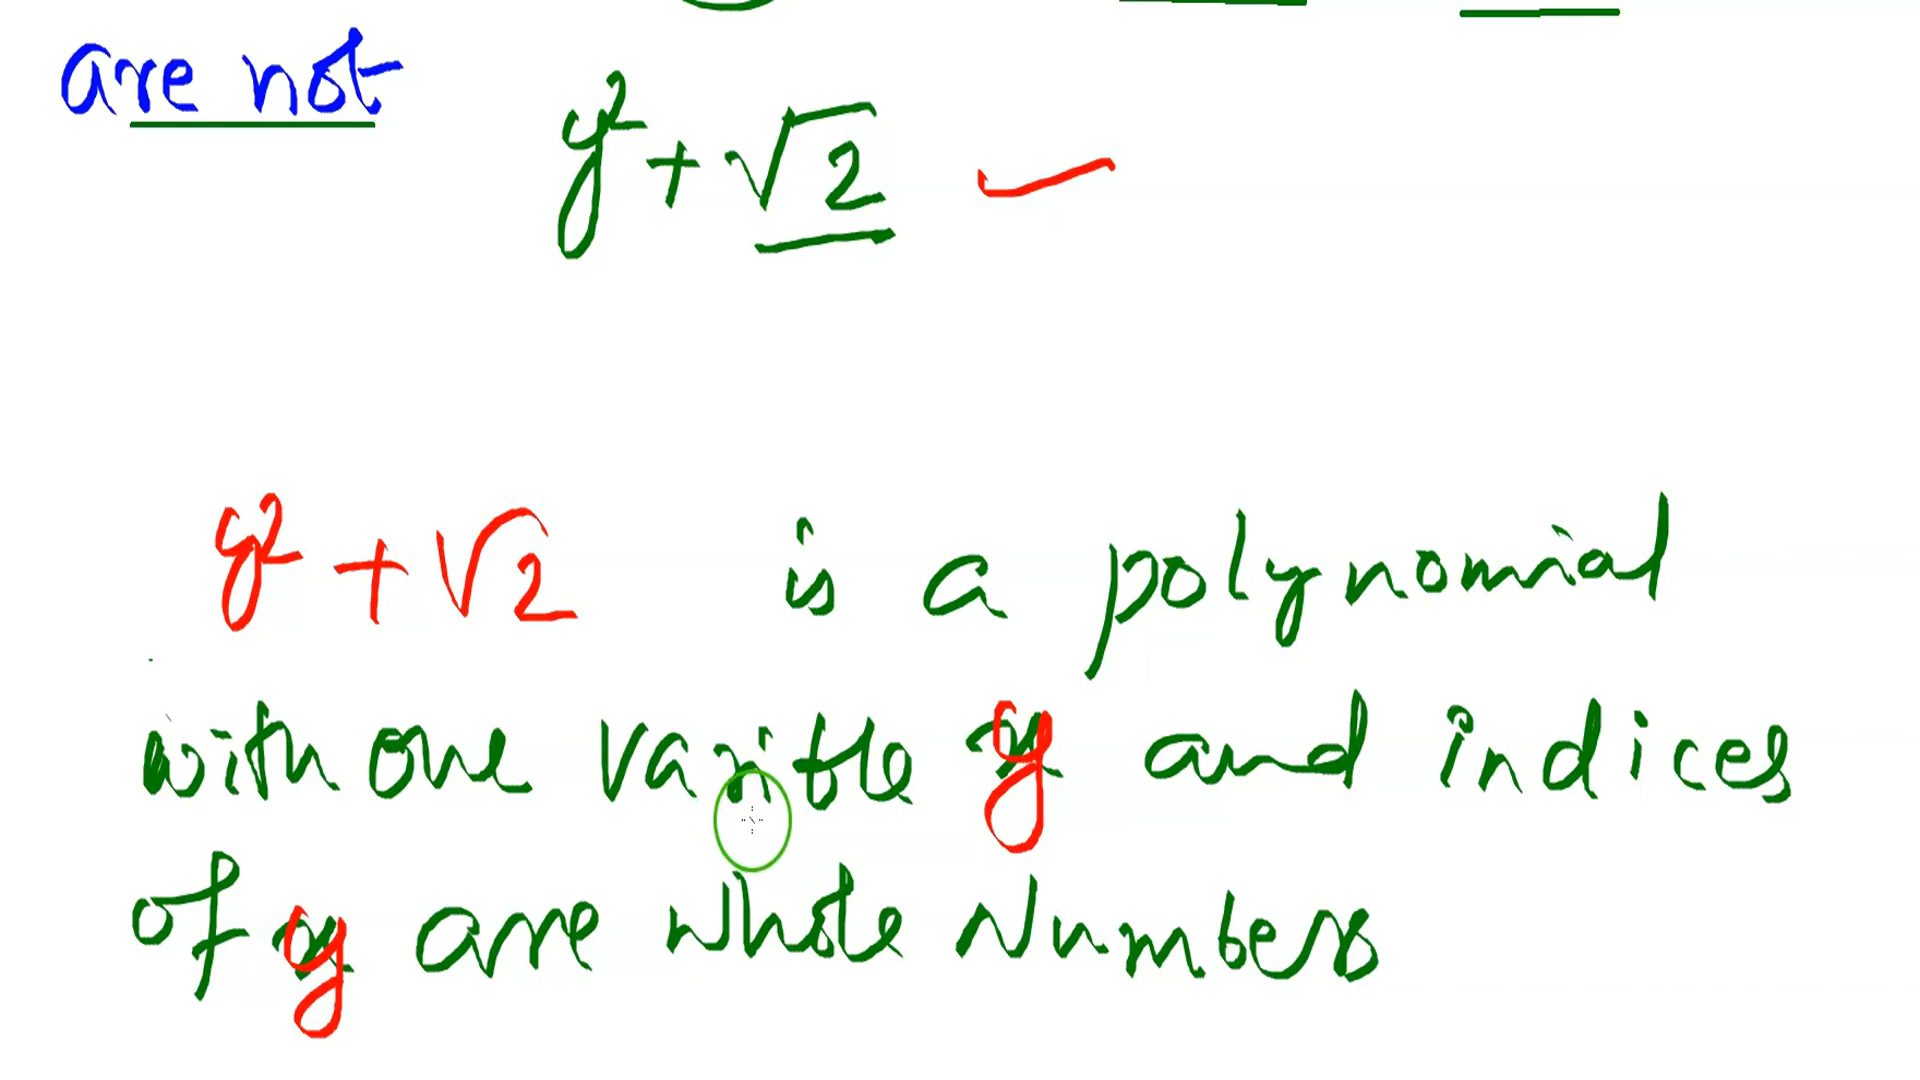 are not
y² + √2
y² + √2 is a polynomial
with one varible y and indices
of y are whole numbers